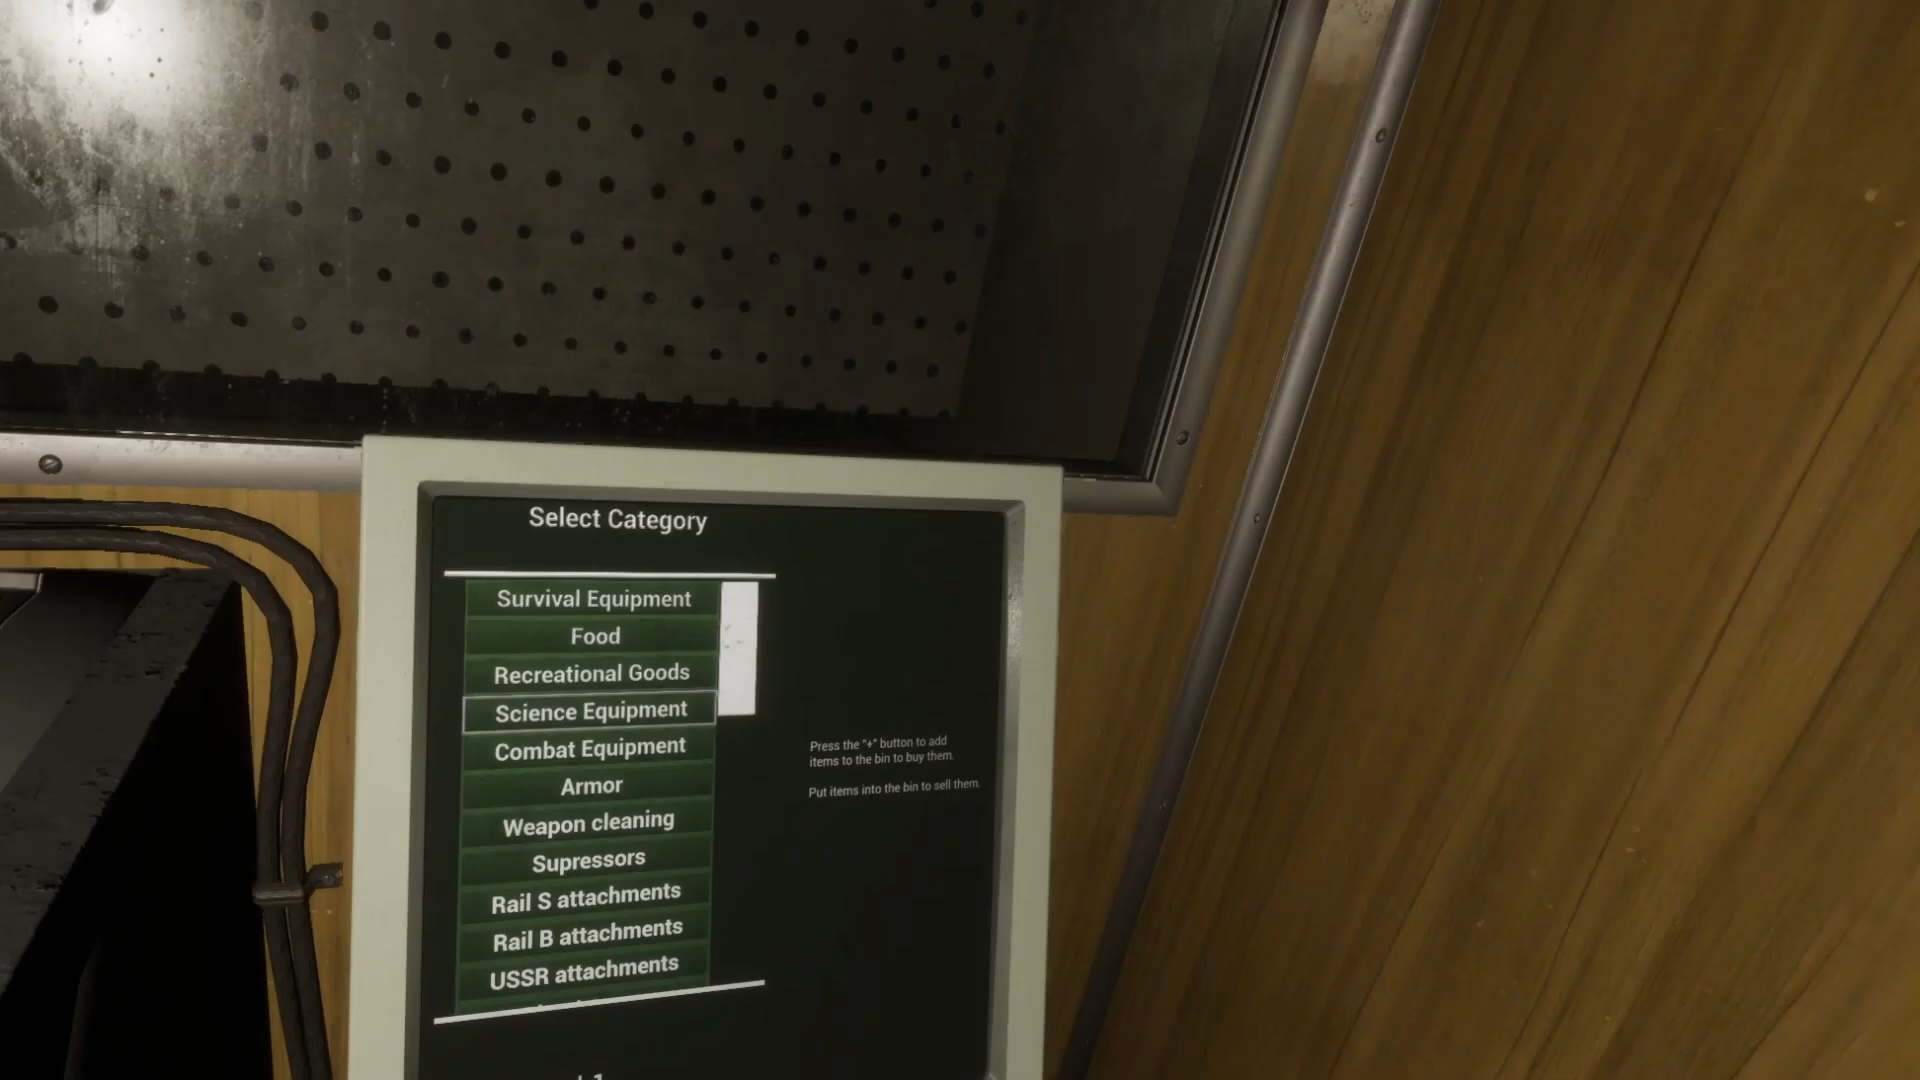 Select Category
Survival Equipment
Food
Recreational Goods
Science Equipment
Combat Equipment
Armor
Weapon cleaning
Supressors
Rail S attachments
Rail B attachments
USSR attachments
Press the "+" button to add
items to the bin to buy them.
Put items into the bin to sell them.